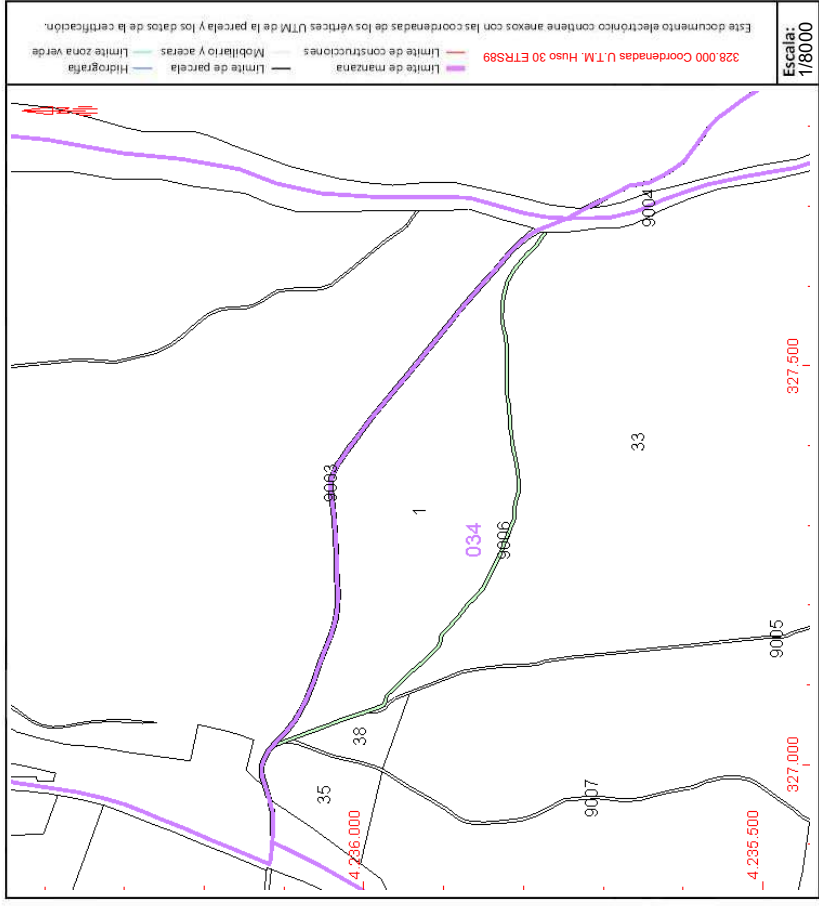 Este documento electrónico contiene anexos con las coordenadas de los vértices UTM de la parcela y los datos de la certificación.
328.000 Coordenadas U.T.M. Huso 30 ETRS89
Límite de manzana
Límite de construcciones
Límite de parcela
Mobiliario y aceras
Hidrografía
Límite zona verde
Escala:
1/8000
9004
327.500
33
9003
1
034
9006
9005
38
35
327.000
9007
4.236.000
4.235.500